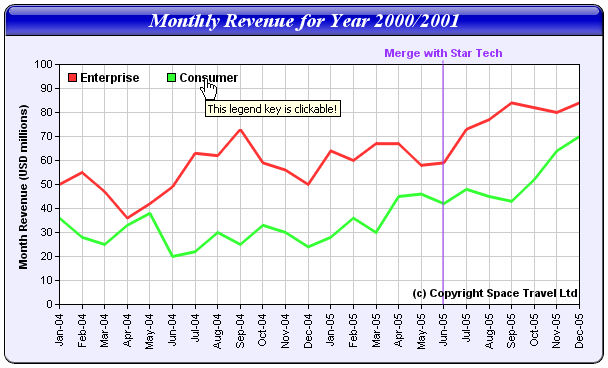 Monthly Revenue for Year 2000/2001
Merge with Star Tech
Enterprise
Consumer
This legend key is clickable!
Month Revenue (USD millions)
100
90
80
70
60
50
40
30
20
10
0
(c) Copyright Space Travel Ltd
Jan-04
Feb-04
Mar-04
Apr-04
May-04
Jun-04
Jul-04
Aug-04
Sep-04
Oct-04
Nov-04
Dec-04
Jan-05
Feb-05
Mar-05
Apr-05
May-05
Jun-05
Jul-05
Aug-05
Sep-05
Oct-05
Nov-05
Dec-05